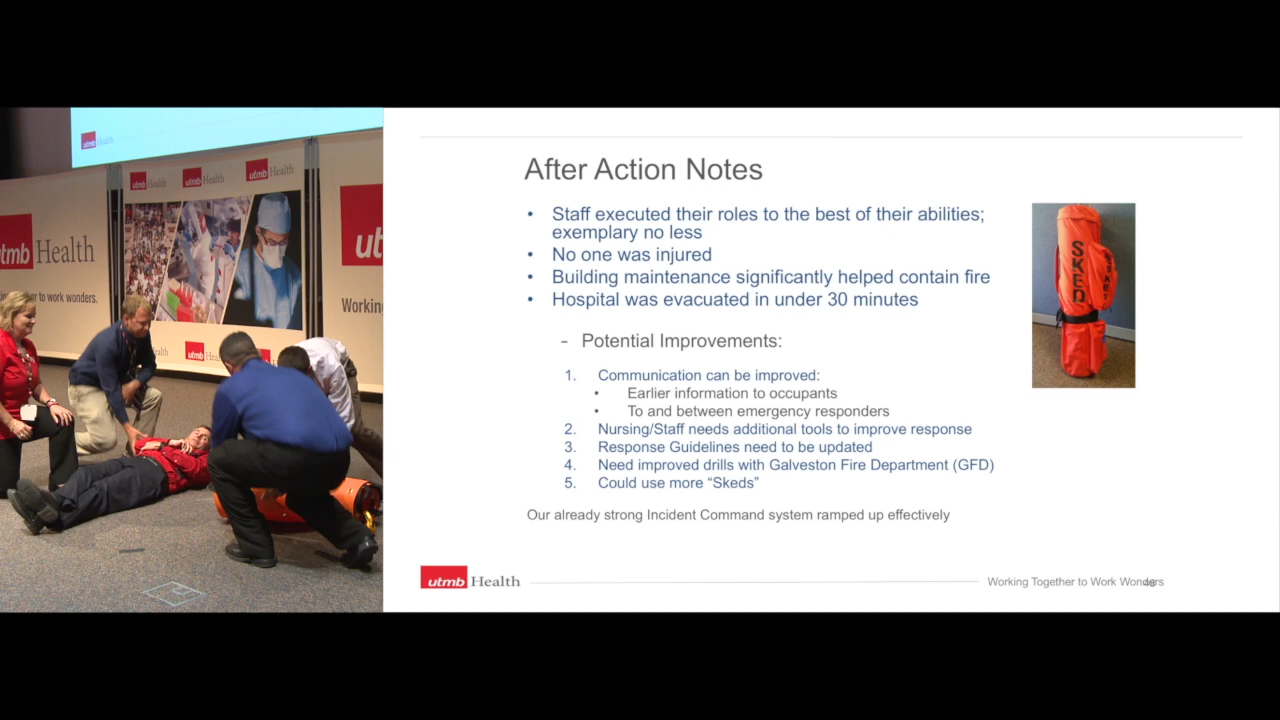 utmb Health
utmb Health
utmb Health
utmb Health
utmb Health
Working
to work wonders.
After Action Notes
• Staff executed their roles to the best of their abilities;
exemplary no less
• No one was injured
• Building maintenance significantly helped contain fire
• Hospital was evacuated in under 30 minutes
- Potential Improvements:
1. Communication can be improved:
• Earlier information to occupants
• To and between emergency responders
2. Nursing/Staff needs additional tools to improve response
3. Response Guidelines need to be updated
4. Need improved drills with Galveston Fire Department (GFD)
5. Could use more “Skeds”
Our already strong Incident Command system ramped up effectively
SKED
utmb Health
Working Together to Work Wonders